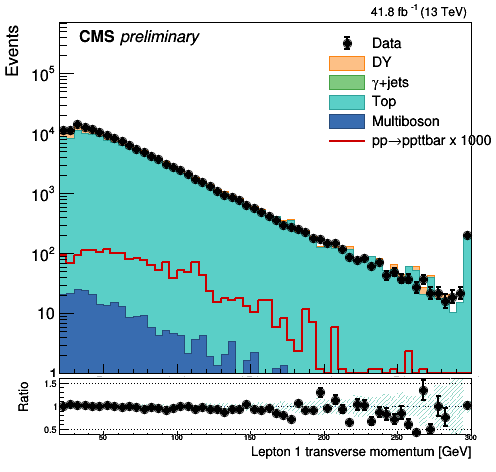 41.8 fb⁻¹ (13 TeV)
CMS preliminary
Events
Data
DY
γ+jets
Top
Multiboson
pp→ppttbar x 1000
10⁵
10⁴
10³
10²
10
1
Ratio
1.5
1
0.5
50 100 150 200 250 300
Lepton 1 transverse momentum [GeV]